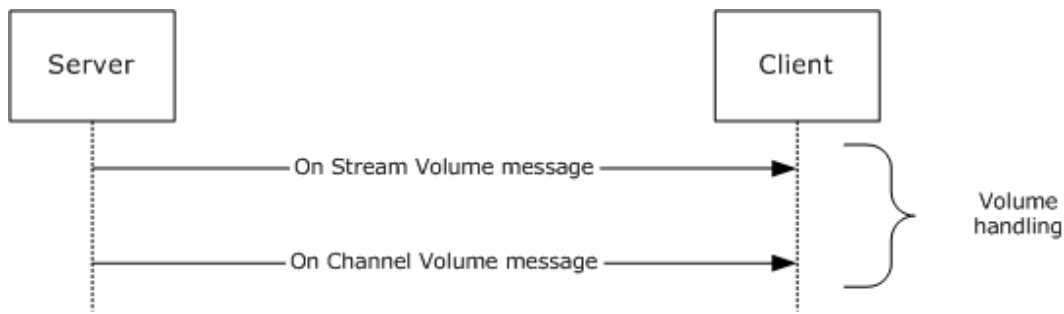 Server
Client
On Stream Volume message
On Channel Volume message
Volume
handling